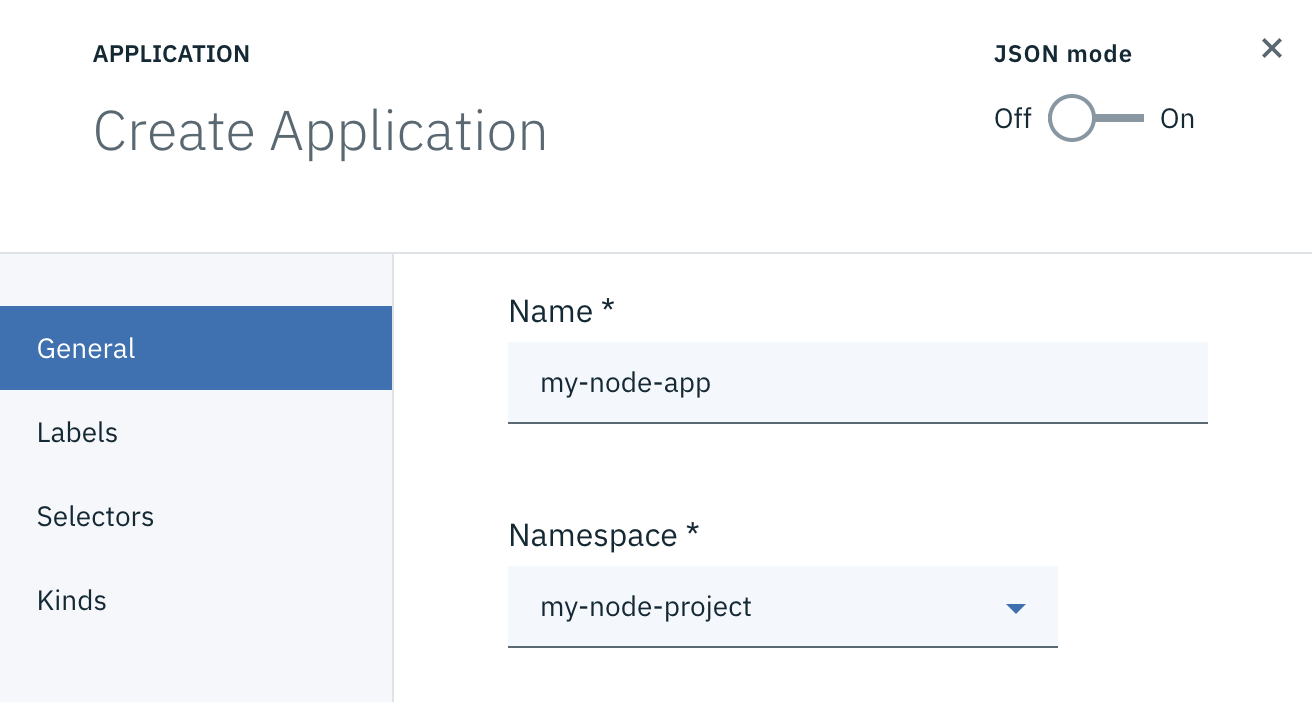 APPLICATION
Create Application
JSON mode
Off On
General
Labels
Selectors
Kinds
Name *
my-node-app
Namespace *
my-node-project